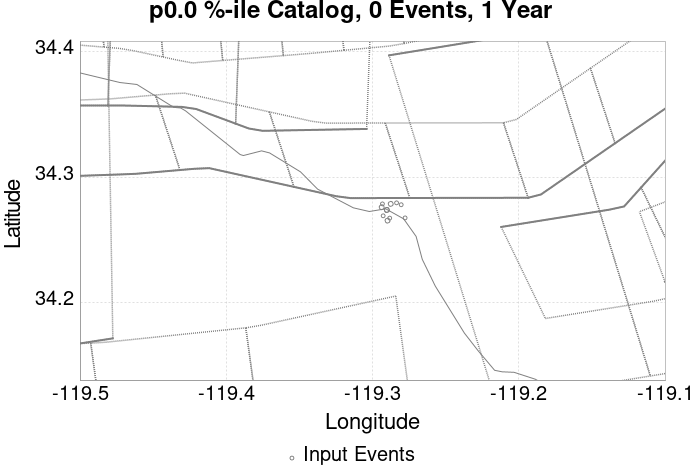 p0.0 %-ile Catalog, 0 Events, 1 Year
34.4
34.3
34.2
Latitude
-119.5 -119.4 -119.3 -119.2 -119.1
Longitude
Input Events